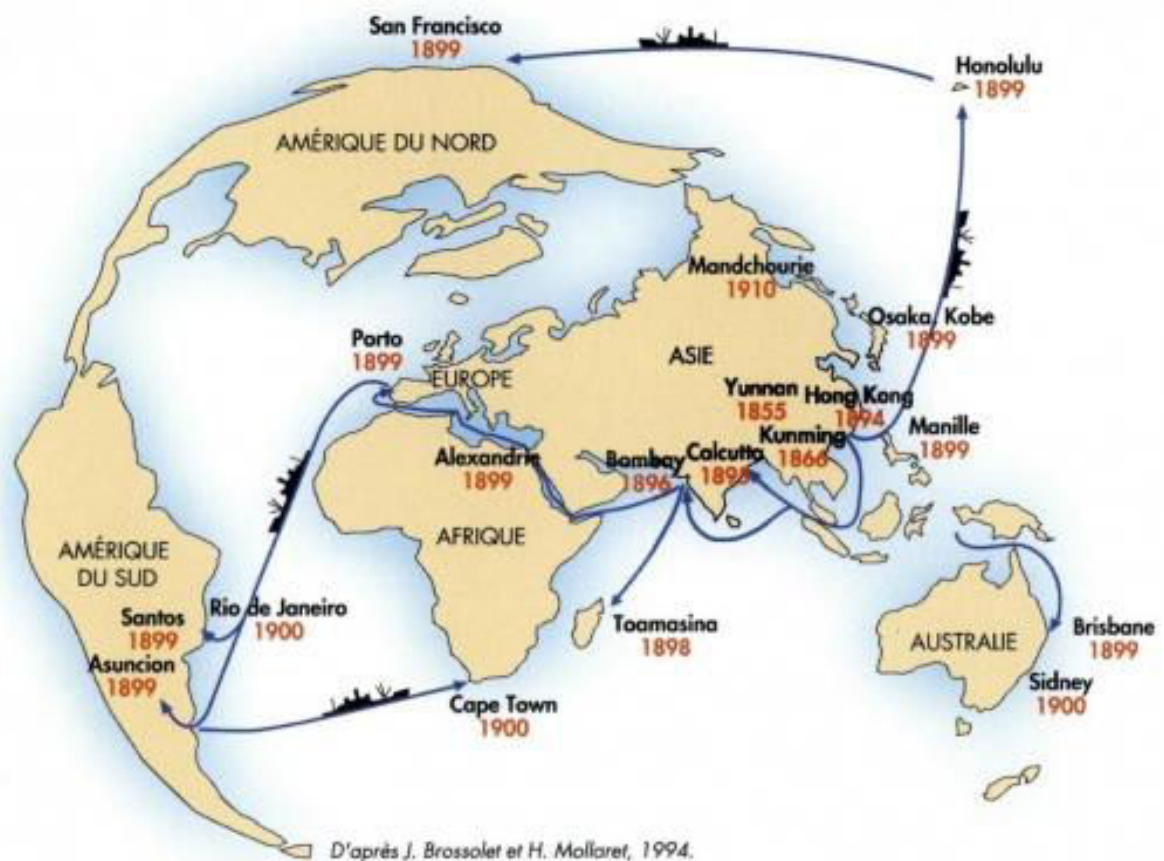 San Francisco
1899
Honolulu
1899
AMÉRIQUE DU NORD
Mandchourie
1910
Osaka, Kobe
1899
Porto
1899
EUROPE
ASIE
Yunnan
1855
Hong Kong
1894
Manille
1899
Kunming
1866
Calcutta
1895
Bombay
1896
Alexandrie
1899
AFRIQUE
AMÉRIQUE
DU SUD
Santos
1899
Rio de Janeiro
1900
Asuncion
1899
Toamasina
1898
Cape Town
1900
AUSTRALIE
Brisbane
1899
Sidney
1900
D'après J. Brossolet et H. Mollaret, 1994.